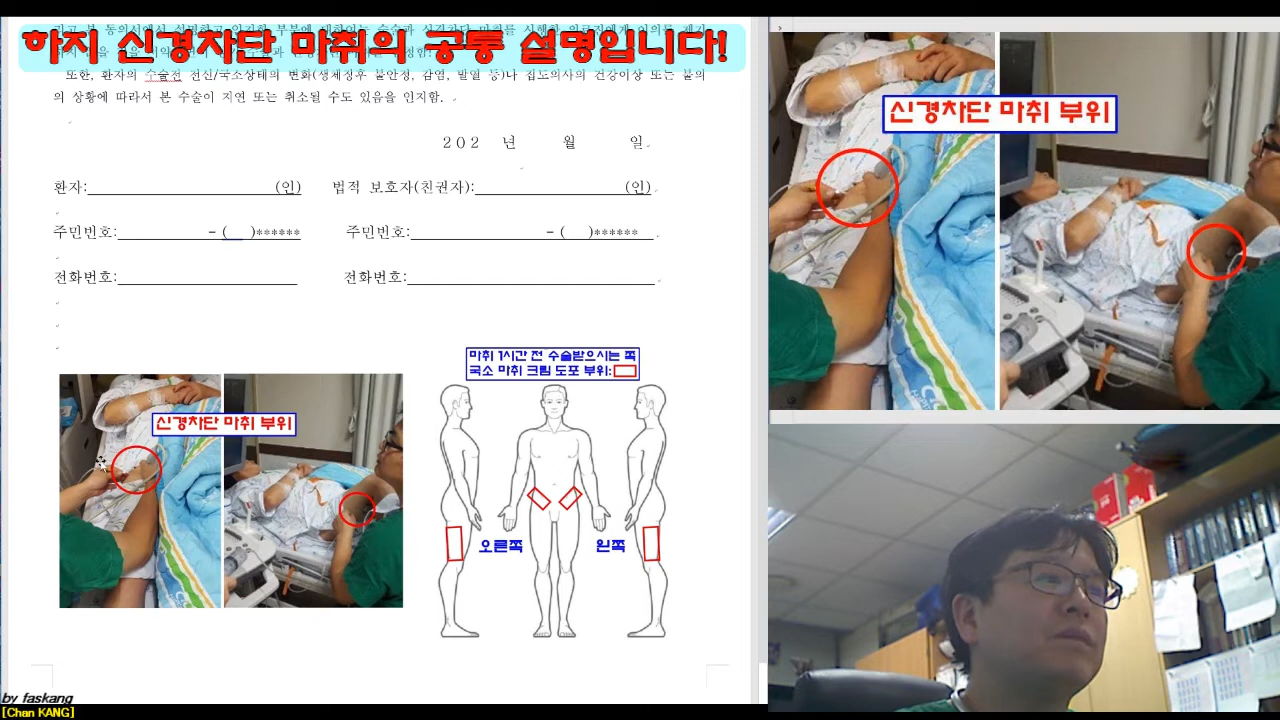 하지 신경차단 마취의 공통 설명입니다!
또한, 환자의 수술전 전신/국소상태의 변화(생체징후 불안정, 감염, 발열 등)나 집도의사의 건강이상 또는 불의
의 상황에 따라서 본 수술이 지연 또는 취소될 수도 있음을 인지함.
202 년 월 일
환자: (인) 법적 보호자(친권자): (인)
주민번호: - ( )****** 주민번호: - ( )******
전화번호: 전화번호:
마취 1시간 전 수술받으시는 쪽
국소 마취 크림 도포 부위:
신경차단 마취 부위
오른쪽 왼쪽
신경차단 마취 부위
by faskang
[Chan KANG]